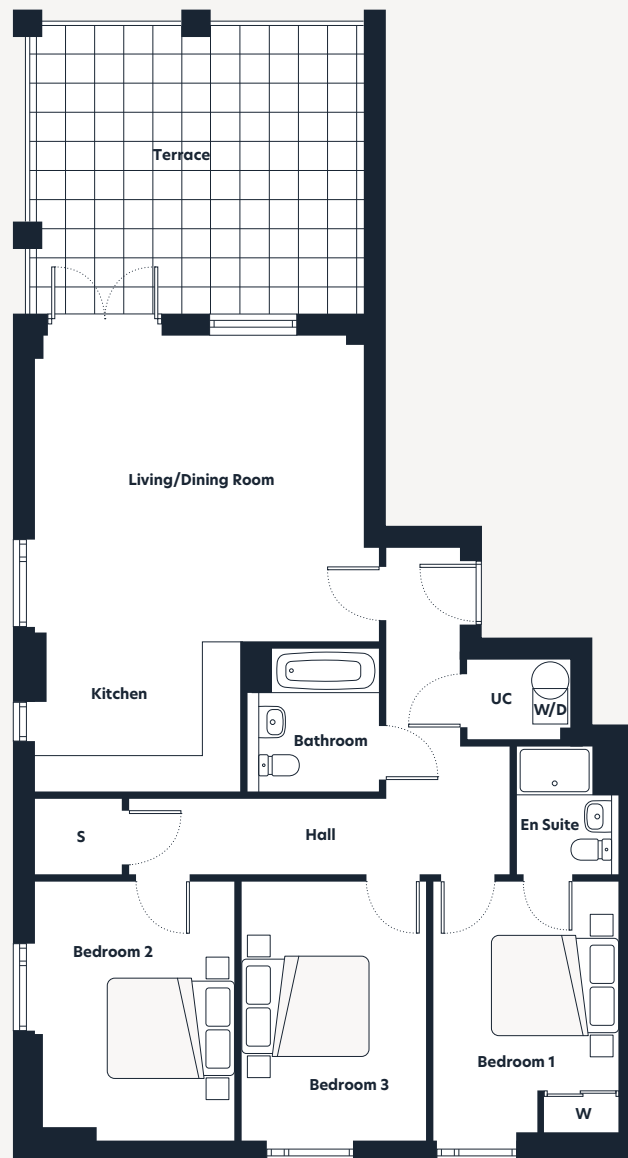 Terrace
Living/Dining Room
Kitchen
UC
W/D
Bathroom
En Suite
S
Hall
Bedroom 2
Bedroom 3
Bedroom 1
W